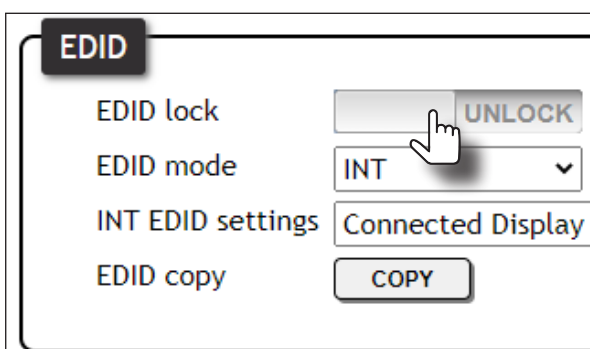 EDID
EDID lock UNLOCK
EDID mode INT
INT EDID settings Connected Display
EDID copy COPY